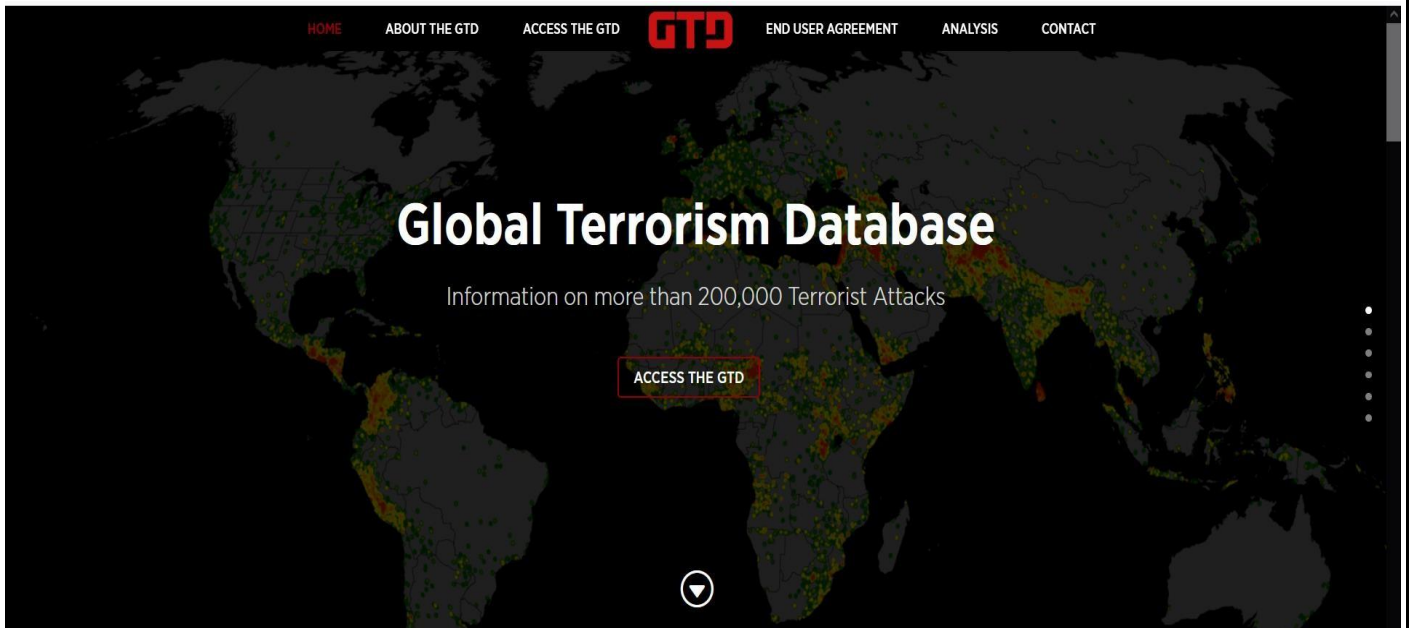 HOME ABOUT THE GTD ACCESS THE GTD GTD END USER AGREEMENT ANALYSIS CONTACT
Global Terrorism Database
Information on more than 200,000 Terrorist Attacks
ACCESS THE GTD